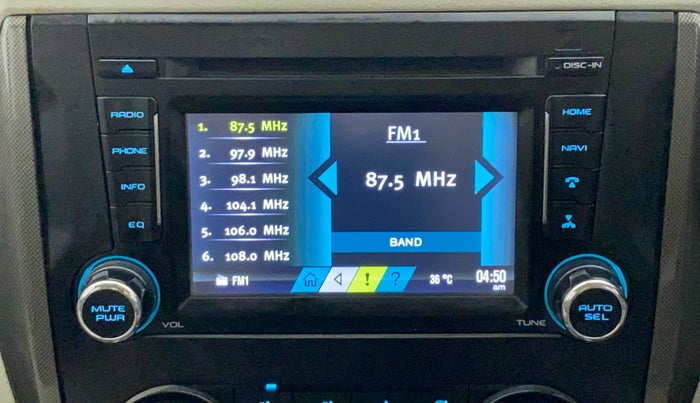 DISC-IN
RADIO
PHONE
INFO
EQ
MUTE
PWR
VOL
1. 87.5 MHz
2. 97.9 MHz
3. 98.1 MHz
4. 104.1 MHz
5. 106.0 MHz
6. 108.0 MHz
FM1
87.5 MHz
BAND
FM1
! ?
36 °C
04:50
am
HOME
NAVI
TUNE
AUTO
SEL